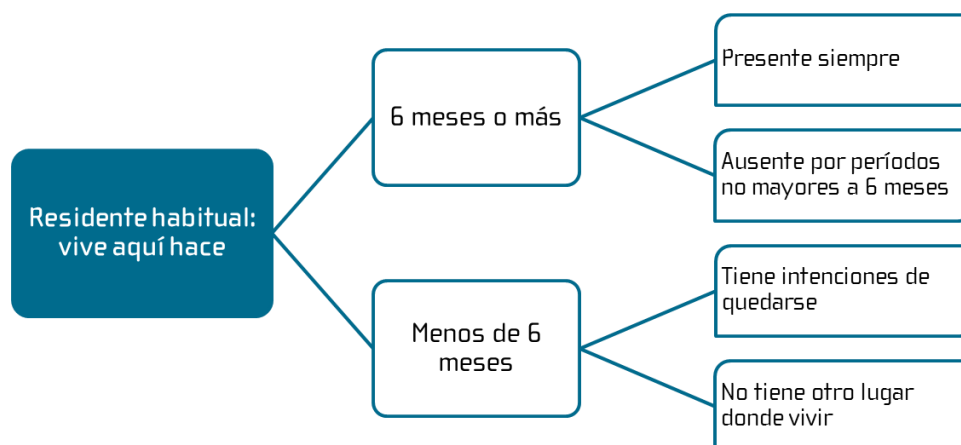 Residente habitual:
vive aquí hace
6 meses o más
Presente siempre
Ausente por períodos
no mayores a 6 meses
Menos de 6
meses
Tiene intenciones de
quedarse
No tiene otro lugar
donde vivir